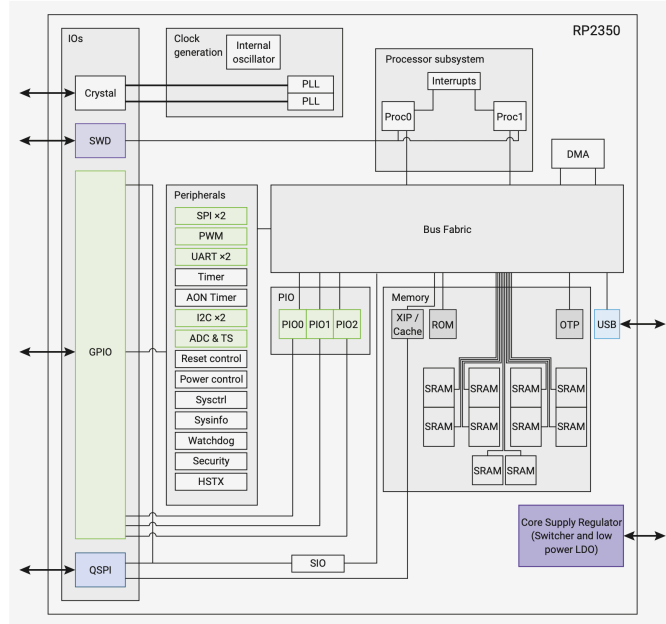 RP2350
IOs
Crystal
SWD
GPIO
QSPI
Clock
generation
Internal
oscillator
PLL
PLL
Processor subsystem
Interrupts
Proc0
Proc1
DMA
Peripherals
SPI ×2
PWM
UART ×2
Timer
AON Timer
I2C ×2
ADC & TS
Reset control
Power control
Sysctrl
Sysinfo
Watchdog
Security
HSTX
Bus Fabric
PIO
PIO0
PIO1
PIO2
Memory
XIP /
Cache
ROM
OTP
USB
SRAM
SRAM
SRAM
SRAM
SRAM
SRAM
SRAM
SRAM
SRAM
SRAM
SIO
Core Supply Regulator
(Switcher and low
power LDO)